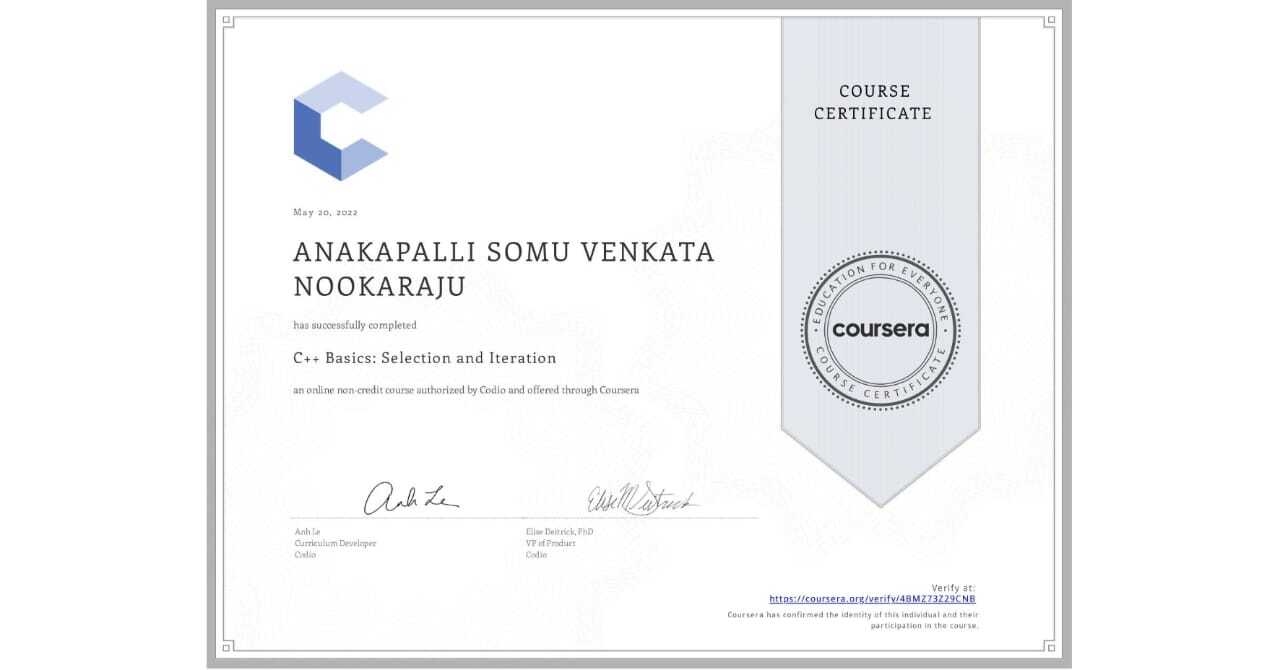 COURSE
CERTIFICATE
May 20, 2022
ANAKAPALLI SOMU VENKATA
NOOKARAJU
has successfully completed
C++ Basics: Selection and Iteration
an online non-credit course authorized by Codio and offered through Coursera
EDUCATION FOR EVERYONE
coursera
COURSE CERTIFICATE
Anh Le
Elise Deitrick
Anh Le
Curriculum Developer
Codio
Elise Deitrick, PhD
VP of Product
Codio
Verify at:
https://coursera.org/verify/4BMZ73Z29CNB
Coursera has confirmed the identity of this individual and their
participation in the course.